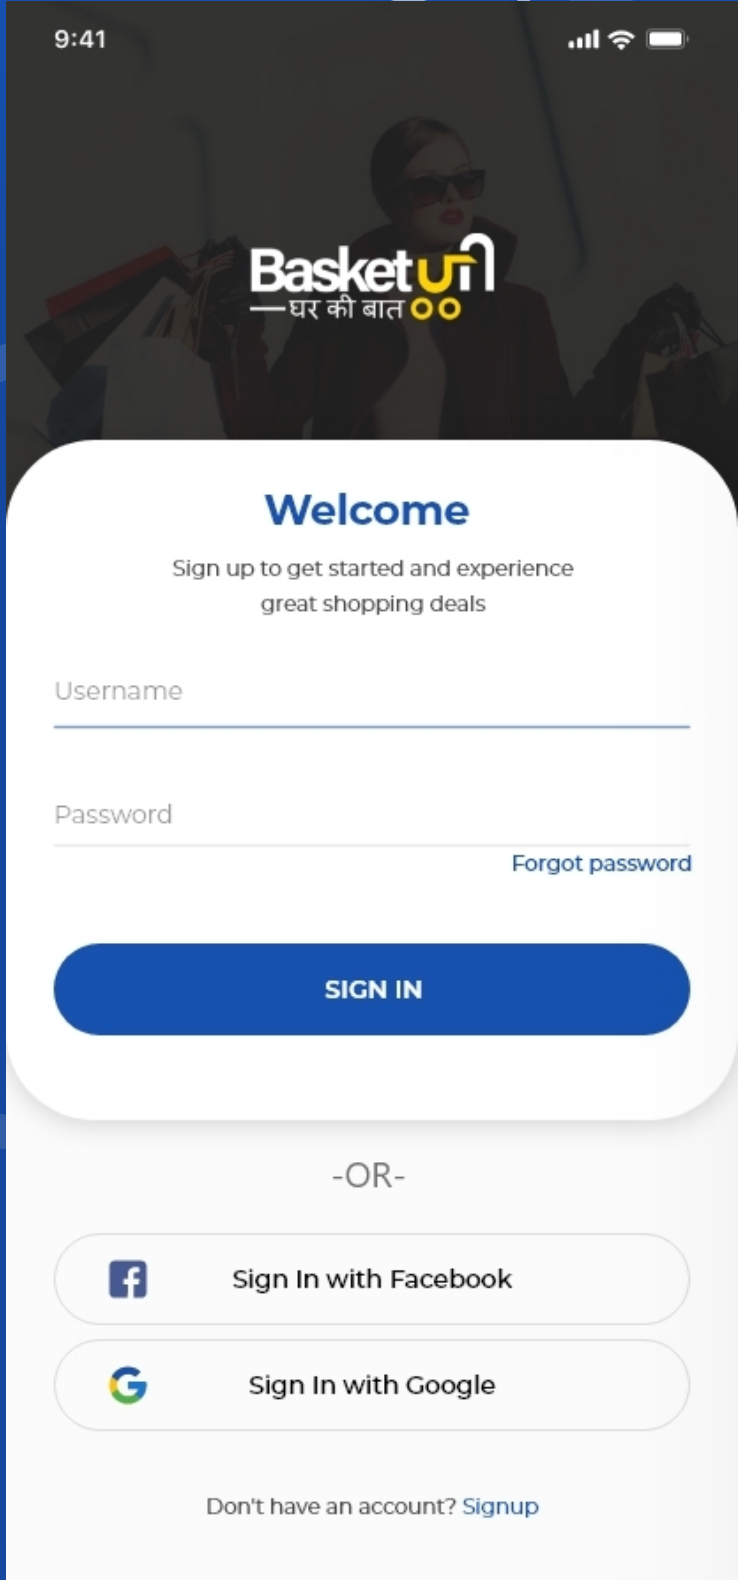 9:41
Basketuनी
—घर की बात
Welcome
Sign up to get started and experience
great shopping deals
Username
Password
Forgot password
SIGN IN
-OR-
Sign In with Facebook
Sign In with Google
Don't have an account? Signup